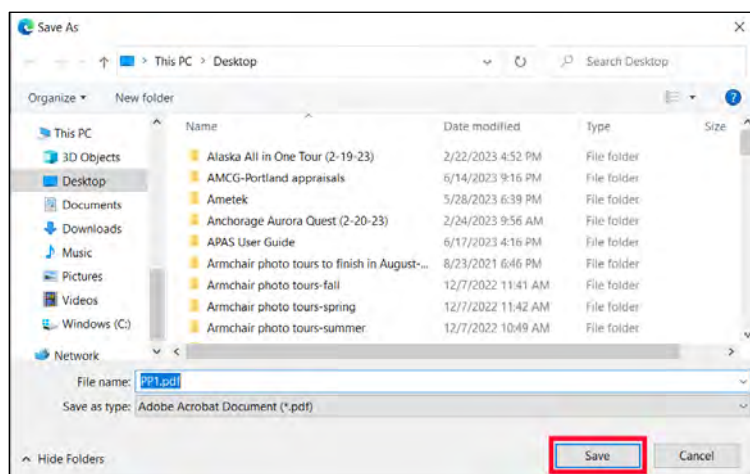 Save As
This PC > Desktop
Search Desktop
Organize
New folder
Name Date modified Type Size
This PC
3D Objects
Desktop
Documents
Downloads
Music
Pictures
Videos
Windows (C:)
Network
Alaska All in One Tour (2-19-23) 2/22/2023 4:52 PM File folder
AMCG-Portland appraisals 6/14/2023 9:16 PM File folder
Ametek 5/28/2023 6:39 PM File folder
Anchorage Aurora Quest (2-20-23) 2/24/2023 9:56 AM File folder
APAS User Guide 6/17/2023 4:16 PM File folder
Armchair photo tours to finish in August-... 8/23/2021 6:46 PM File folder
Armchair photo tours-fall 12/7/2022 11:41 AM File folder
Armchair photo tours-spring 12/7/2022 11:42 AM File folder
Armchair photo tours-summer 12/7/2022 10:49 AM File folder
File name: PP1.pdf
Save as type: Adobe Acrobat Document (*.pdf)
Hide Folders
Save
Cancel